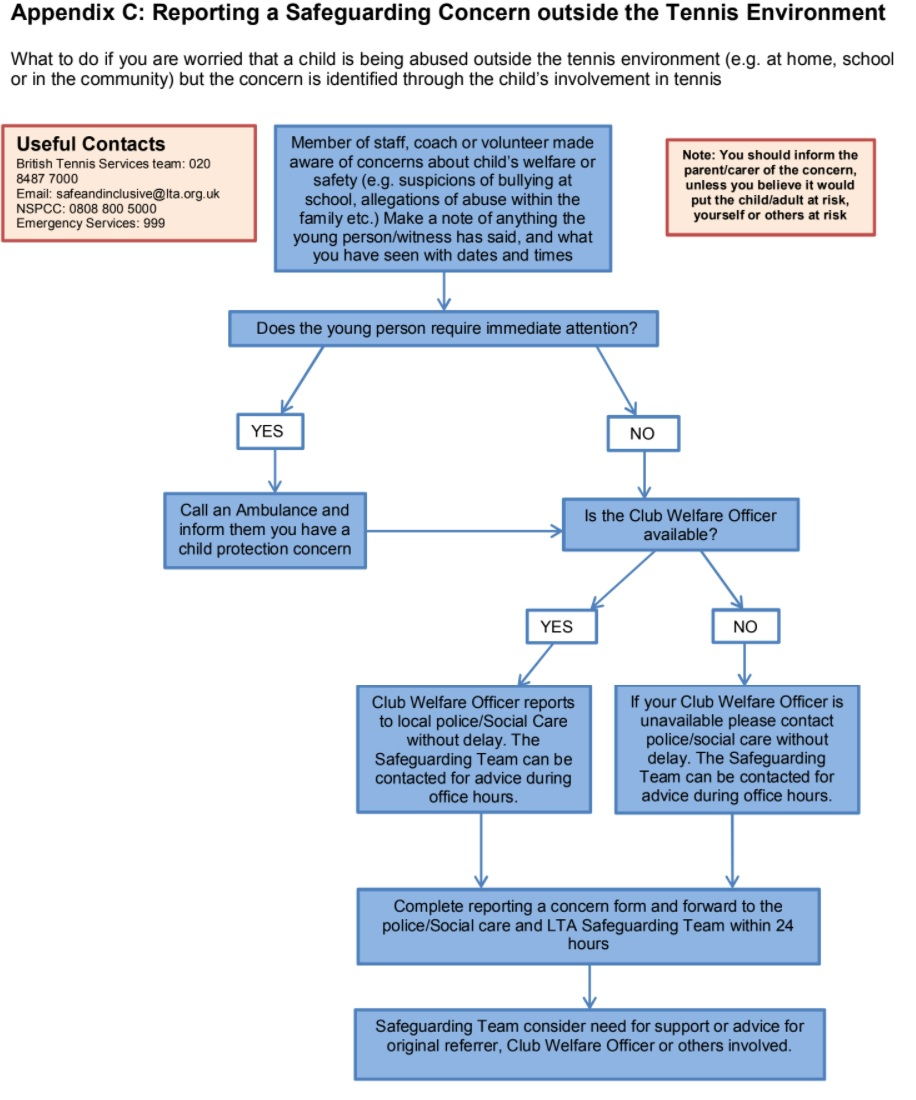 Appendix C: Reporting a Safeguarding Concern outside the Tennis Environment
What to do if you are worried that a child is being abused outside the tennis environment (e.g. at home, school
or in the community) but the concern is identified through the child's involvement in tennis
Useful Contacts
British Tennis Services team: 020
8487 7000
Email: safeandinclusive@lta.org.uk
NSPCC: 0808 800 5000
Emergency Services: 999
Member of staff, coach or volunteer made
aware of concerns about child's welfare or
safety (e.g. suspicions of bullying at
school, allegations of abuse within the
family etc.) Make a note of anything the
young person/witness has said, and what
you have seen with dates and times
Note: You should inform the
parent/carer of the concern,
unless you believe it would
put the child/adult at risk,
yourself or others at risk
Does the young person require immediate attention?
YES
NO
Call an Ambulance and
inform them you have a
child protection concern
Is the Club Welfare Officer
available?
YES
NO
Club Welfare Officer reports
to local police/Social Care
without delay. The
Safeguarding Team can be
contacted for advice during
office hours.
If your Club Welfare Officer is
unavailable please contact
police/social care without
delay. The Safeguarding
Team can be contacted for
advice during office hours.
Complete reporting a concern form and forward to the
police/Social care and LTA Safeguarding Team within 24
hours
Safeguarding Team consider need for support or advice for
original referrer, Club Welfare Officer or others involved.